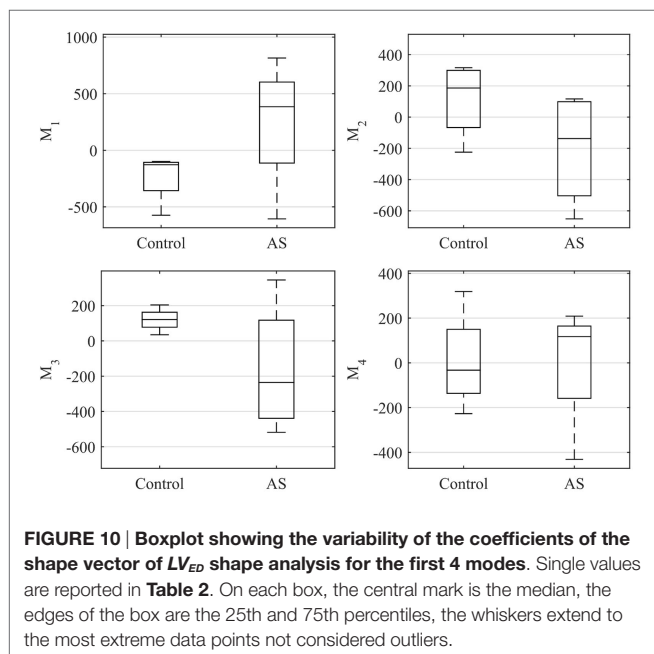 1000
500
0
-500
M1
Control
AS
400
200
0
-200
-400
-600
M2
Control
AS
200
0
-200
-400
-600
M3
Control
AS
400
200
0
-200
-400
M4
Control
AS
FIGURE 10 | Boxplot showing the variability of the coefficients of the
shape vector of LVED shape analysis for the first 4 modes. Single values
are reported in Table 2. On each box, the central mark is the median, the
edges of the box are the 25th and 75th percentiles, the whiskers extend to
the most extreme data points not considered outliers.